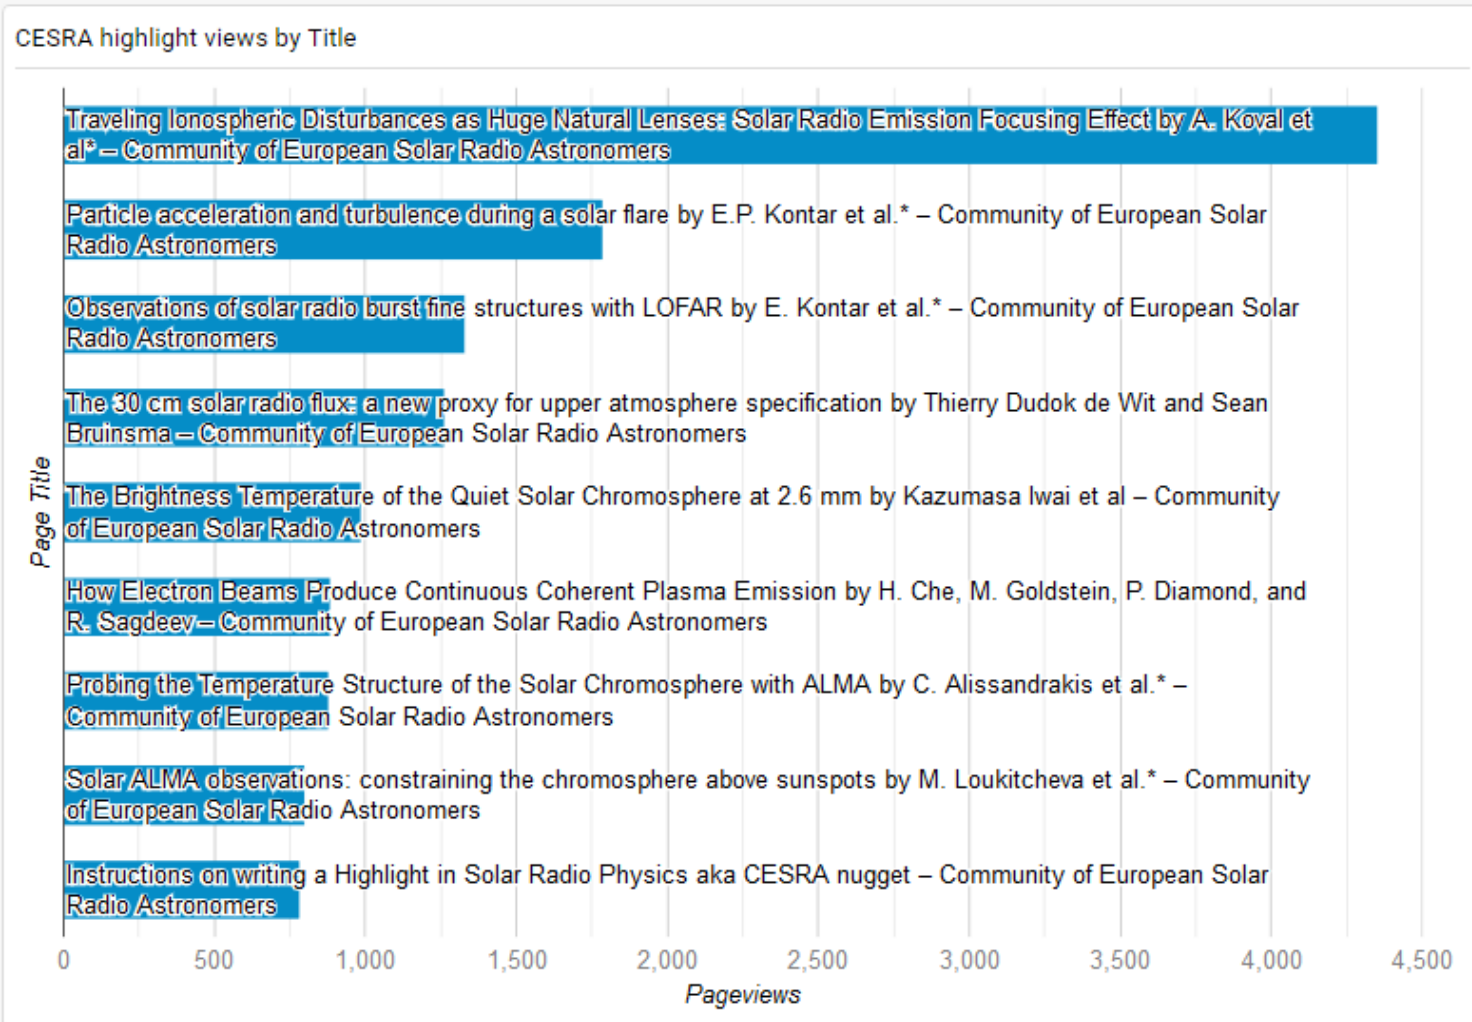 CESRA highlight views by Title
Traveling Ionospheric Disturbances as Huge Natural Lenses: Solar Radio Emission Focusing Effect by A. Koval et
al* – Community of European Solar Radio Astronomers
Particle acceleration and turbulence during a solar flare by E.P. Kontar et al.* – Community of European Solar
Radio Astronomers
Observations of solar radio burst fine structures with LOFAR by E. Kontar et al.* – Community of European Solar
Radio Astronomers
The 30 cm solar radio flux: a new proxy for upper atmosphere specification by Thierry Dudok de Wit and Sean
Bruinsma – Community of European Solar Radio Astronomers
The Brightness Temperature of the Quiet Solar Chromosphere at 2.6 mm by Kazumasa Iwai et al – Community
of European Solar Radio Astronomers
How Electron Beams Produce Continuous Coherent Plasma Emission by H. Che, M. Goldstein, P. Diamond, and
R. Sagdeev – Community of European Solar Radio Astronomers
Probing the Temperature Structure of the Solar Chromosphere with ALMA by C. Alissandrakis et al.* –
Community of European Solar Radio Astronomers
Solar ALMA observations: constraining the chromosphere above sunspots by M. Loukitcheva et al.* – Community
of European Solar Radio Astronomers
Instructions on writing a Highlight in Solar Radio Physics aka CESRA nugget – Community of European Solar
Radio Astronomers
Page Title
0 500 1,000 1,500 2,000 2,500 3,000 3,500 4,000 4,500
Pageviews